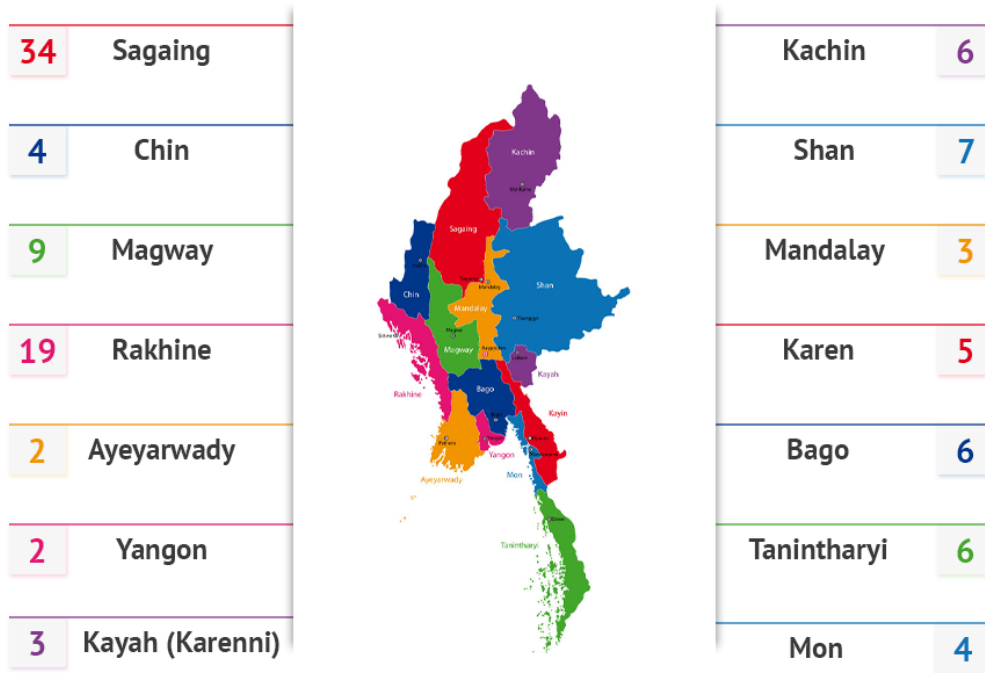 34 Sagaing
4 Chin
9 Magway
19 Rakhine
2 Ayeyarwady
2 Yangon
3 Kayah (Karenni)
Kachin
Sagaing
Mandalay
Chin
Shan
Mandalay
Magway
Kayah
Rakhine
Bago
Kayin
Yangon
Ayeyarwady
Mon
Tanintharyi
Kachin 6
Shan 7
Mandalay 3
Karen 5
Bago 6
Tanintharyi 6
Mon 4